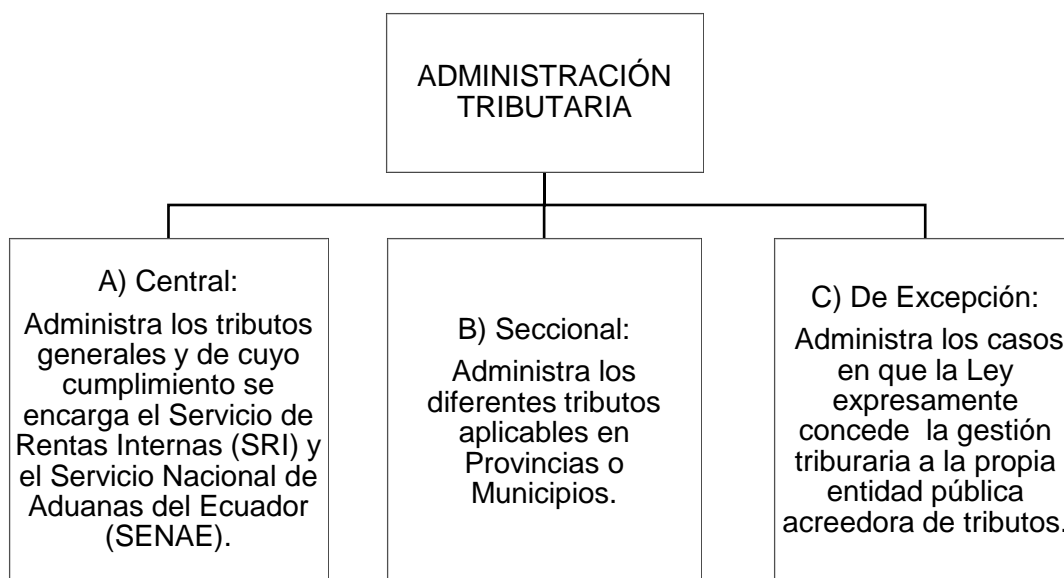 ADMINISTRACIÓN
TRIBUTARIA
A) Central:
Administra los tributos
generales y de cuyo
cumplimiento se
encarga el Servicio de
Rentas Internas (SRI) y
el Servicio Nacional de
Aduanas del Ecuador
(SENAE).
B) Seccional:
Administra los
diferentes tributos
aplicables en
Provincias o
Municipios.
C) De Excepción:
Administra los casos
en que la Ley
expresamente
concede  la gestión
triburaria a la propia
entidad pública
acreedora de tributos.